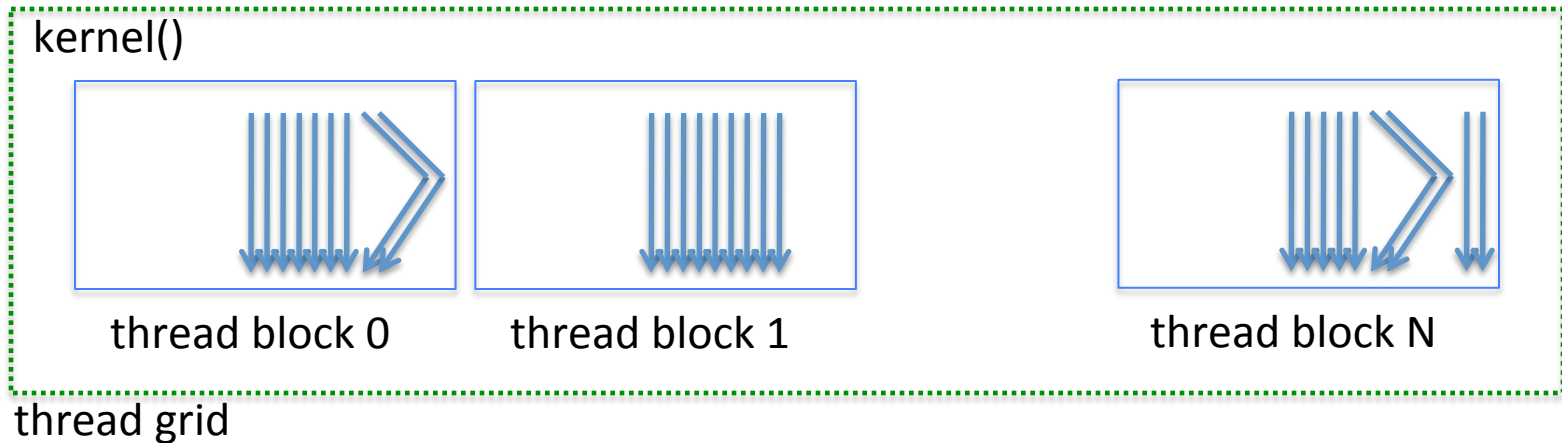 kernel()
thread block 0
thread block 1
thread block N
thread grid